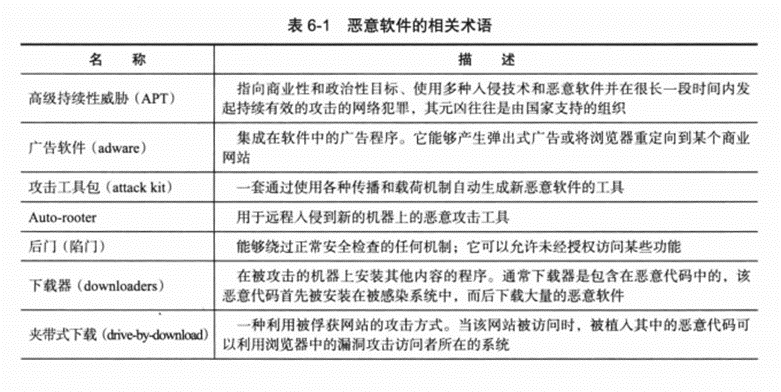 表 6-1 恶意软件的相关术语
名 称 描 述
高级持续性威胁（APT） 指向商业性和政治性目标、使用多种入侵技术和恶意软件并在很长一段时间内发
起持续有效的攻击的网络犯罪，其元凶往往是由国家支持的组织
广告软件（adware） 集成在软件中的广告程序。它能够产生弹出式广告或将浏览器重定向到某个商业
网站
攻击工具包（attack kit） 一套通过使用各种传播和载荷机制自动生成新恶意软件的工具
Auto-rooter 用于远程入侵到新的机器上的恶意攻击工具
后门（陷门） 能够绕过正常安全检查的任何机制；它可以允许未经授权访问某些功能
下载器（downloaders） 在被攻击的机器上安装其他内容的程序。通常下载器是包含在恶意代码中的，该
恶意代码首先被安装在被感染系统中，而后下载大量的恶意软件
夹带式下载（drive-by-download） 一种利用被俘获网站的攻击方式。当该网站被访问时，被植入其中的恶意代码可
以利用浏览器中的漏洞攻击访问者所在的系统